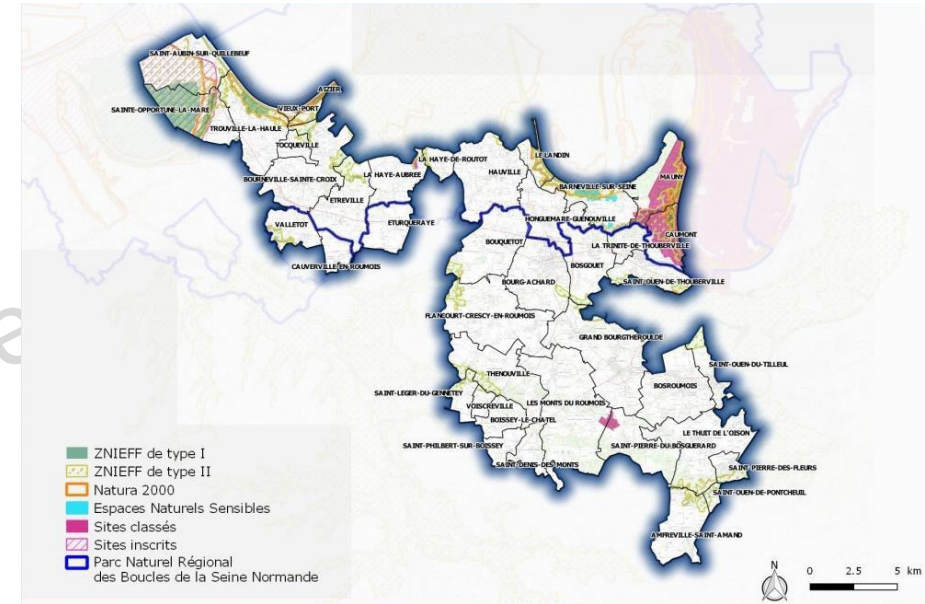 SAINT-AUBIN-SUR-QUILLEBEUF
AIZIER
VIEUX-PORT
SAINTE-OPPORTUNE-LA-MARE
TROUVILLE-LA-HAULE
TOCQUEVILLE
LA HAYE-DE-ROUTOT
LE LANDIN
HAUVILLE
MAUNY
BOURNEVILLE-SAINTE-CROIX
LA HAYE-AUBREE
BARNEVILLE-SUR-SEINE
ETREVILLE
VALLETOT
ETURQUERAYE
HONGUEMARE-GUENOUVILLE
CAUMONT
BOUQUETOT
LA TRINITE-DE-THOUBERVILLE
CAUVERVILLE-EN-ROUMOIS
BOSGOUET
BOURG-ACHARD
SAINT-OUEN-DE-THOUBERVILLE
FLANCOURT-CRESCY-EN-ROUMOIS
GRAND BOURGTHEROULDE
SAINT-OUEN-DU-TILLEUL
THENOUVILLE
BOSROUMOIS
SAINT-LEGER-DU-GENNETEY
VOISCREVILLE
LES MONTS DU ROUMOIS
BOISSEY-LE-CHATEL
LE THUIT DE L'OISON
SAINT-PHILBERT-SUR-BOISSEY
SAINT-PIERRE-DU-BOSGUERARD
SAINT-DENIS-DES-MONTS
SAINT-PIERRE-DES-FLEURS
SAINT-OUEN-DE-PONTCHEUIL
AMFREVILLE-SAINT-AMAND
ZNIEFF de type I
ZNIEFF de type II
Natura 2000
Espaces Naturels Sensibles
Sites classés
Sites inscrits
Parc Naturel Régional
des Boucles de la Seine Normande
N
0 2.5 5 km